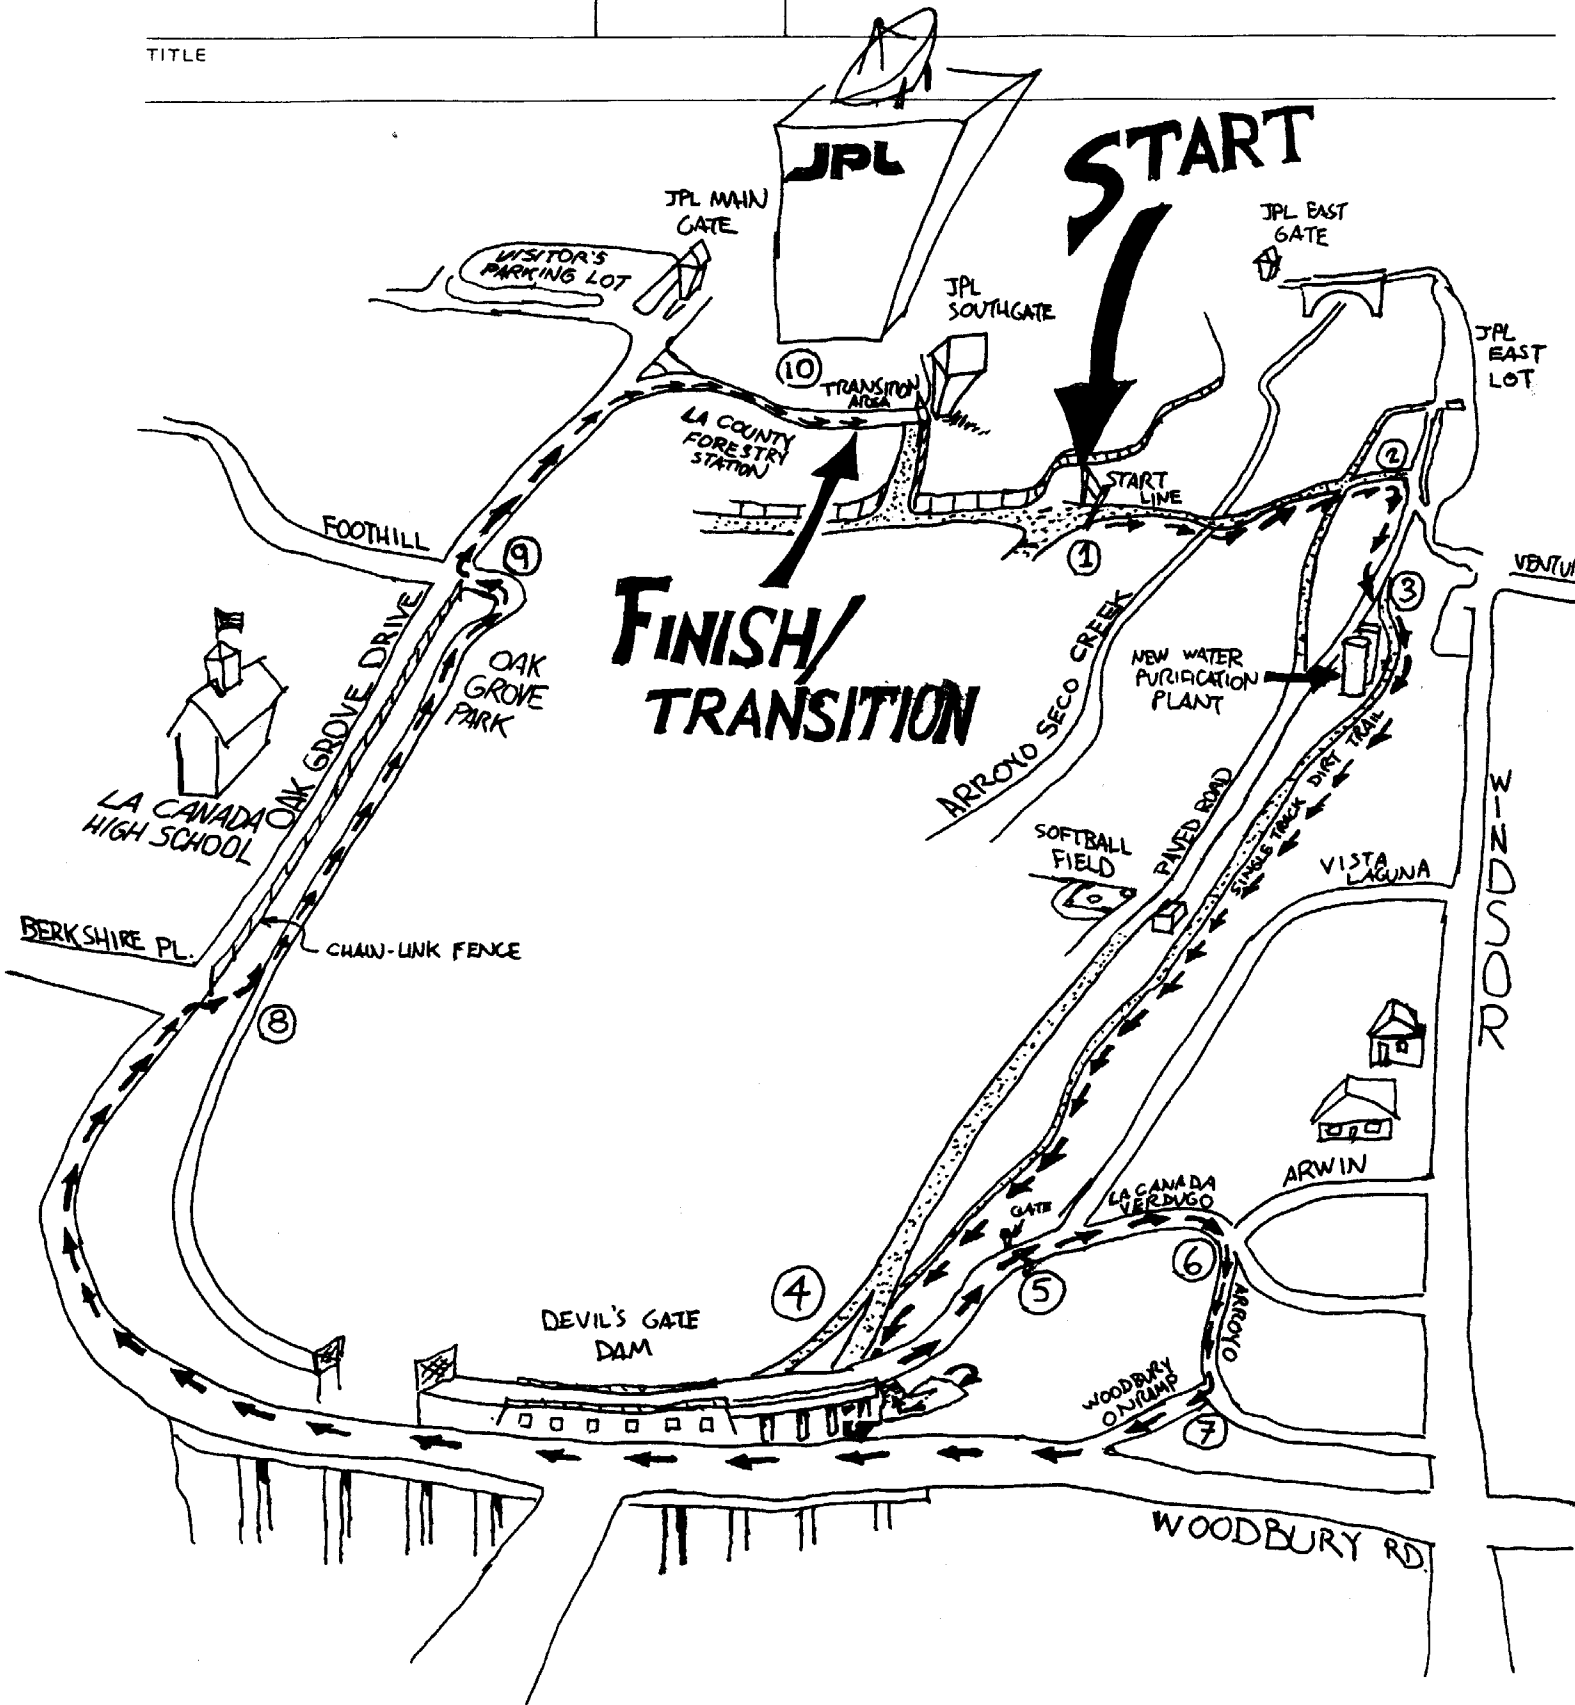 TITLE
JPL
START
JPL MAIN
GATE
JPL EAST
GATE
VISITOR'S
PARKING LOT
JPL
SOUTHGATE
JPL
EAST
LOT
10
TRANSITION
AREA
LA COUNTY
FORESTRY
STATION
2
START
LINE
1
FOOTHILL
9
3
FINISH/
TRANSITION
OAK GROVE DRIVE
OAK
GROVE
PARK
ARROYO SECO CREEK
NEW WATER
PURIFICATION
PLANT
LA CANADA
HIGH SCHOOL
SINGLE TRACK DIRT TRAIL
PAVED ROAD
WINDSOR
SOFTBALL
FIELD
VISTA
LAGUNA
BERKSHIRE PL.
CHAIN-LINK FENCE
8
ARWIN
LA CANADA
VERDUGO
GATE
6
5
4
ARROYO
DEVIL'S GATE
DAM
WOODBURY
ONRAMP
7
WOODBURY RD.